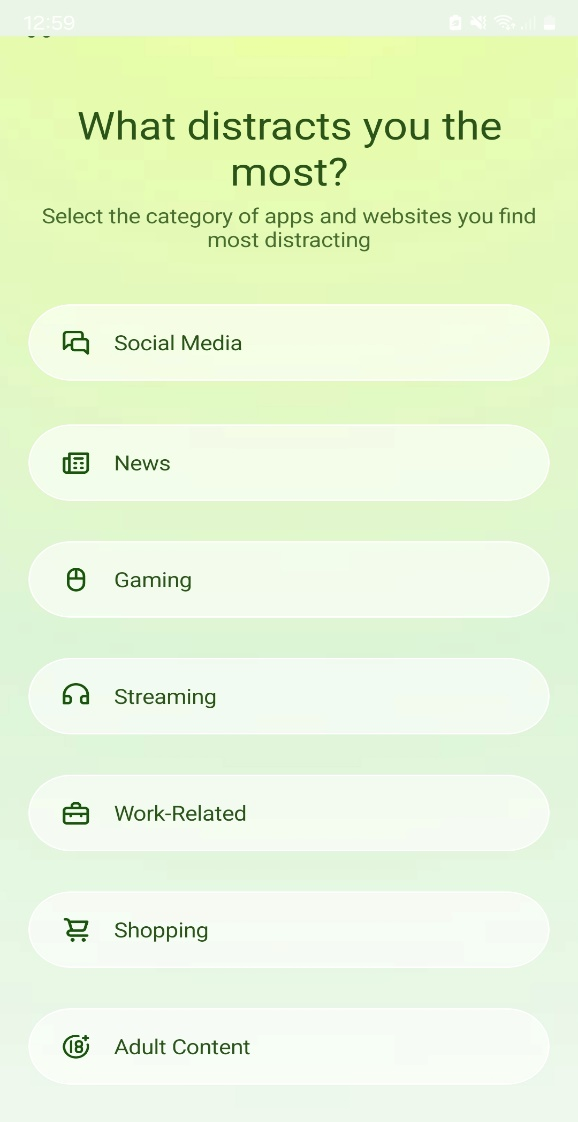 12:59
What distracts you the
most?
Select the category of apps and websites you find
most distracting
Social Media
News
Gaming
Streaming
Work-Related
Shopping
18+
Adult Content